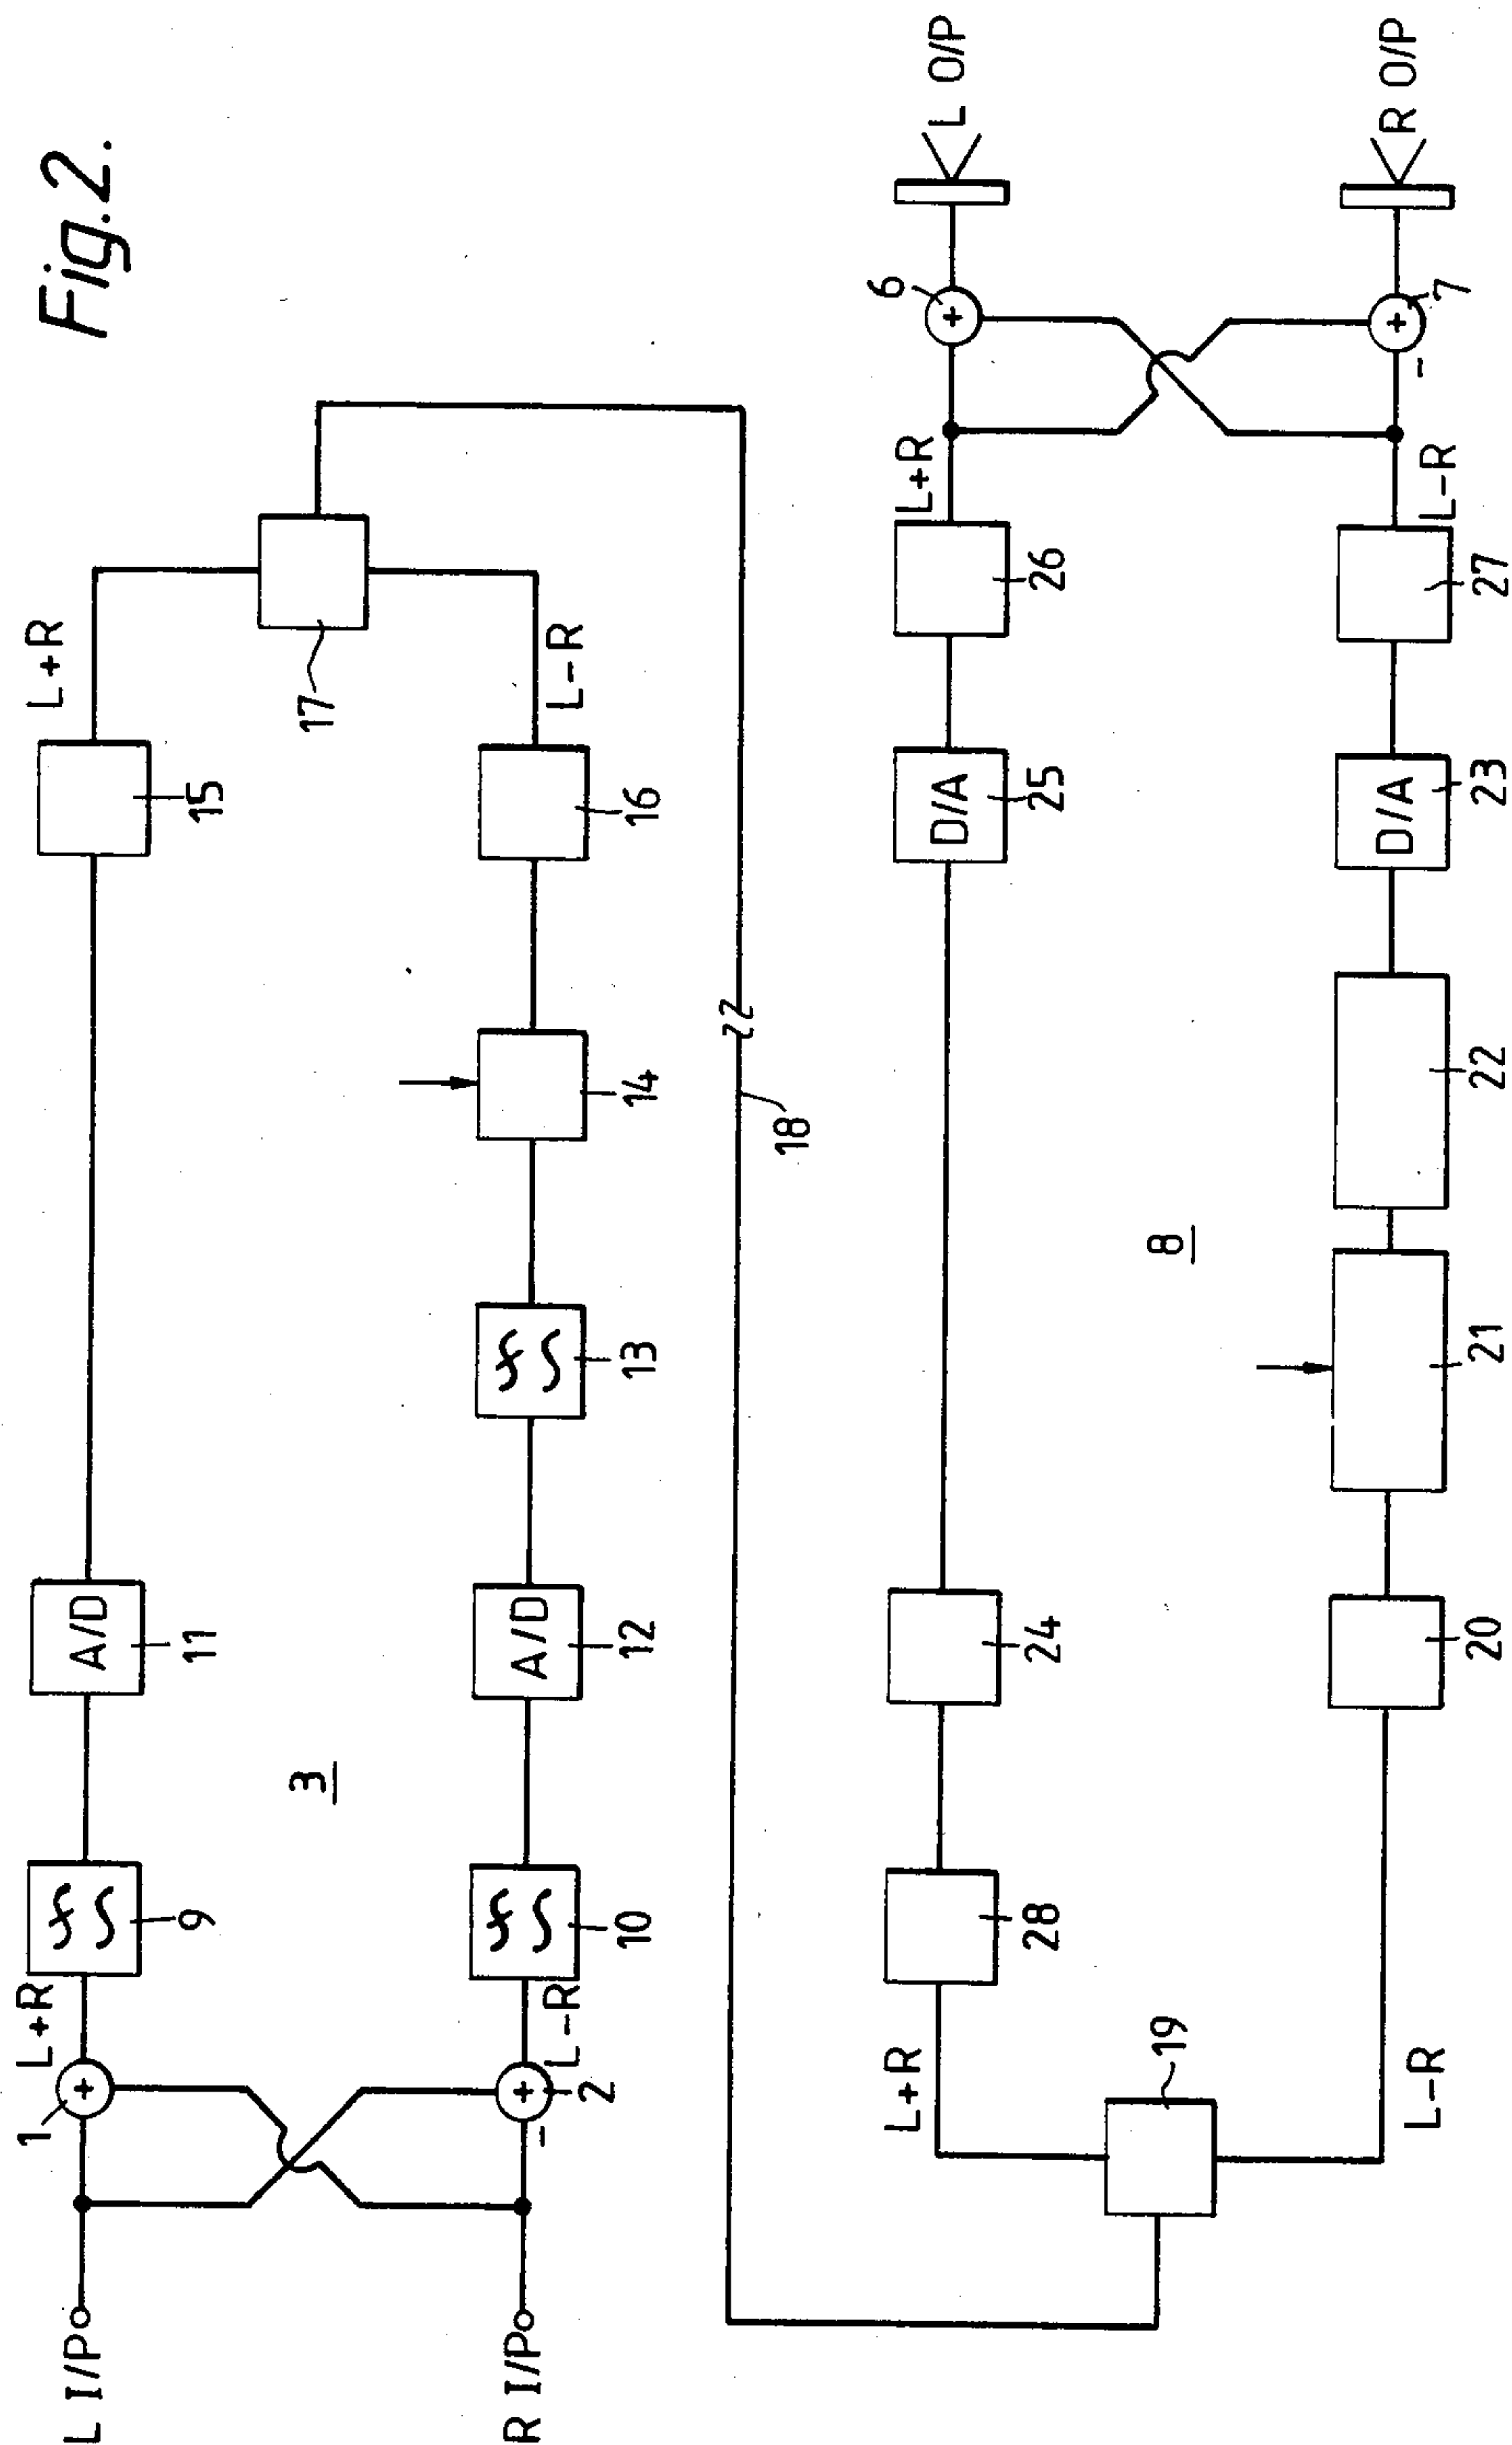 Fig. 2.
L I/P
R I/P
1
L+R
2
L-R
9
10
3
A/D
11
A/D
12
13
14
15
16
L+R
L-R
17
18
19
L+R
L-R
28
24
20
8
21
22
D/A
25
D/A
23
26
27
L+R
L-R
6
7
L O/P
R O/P